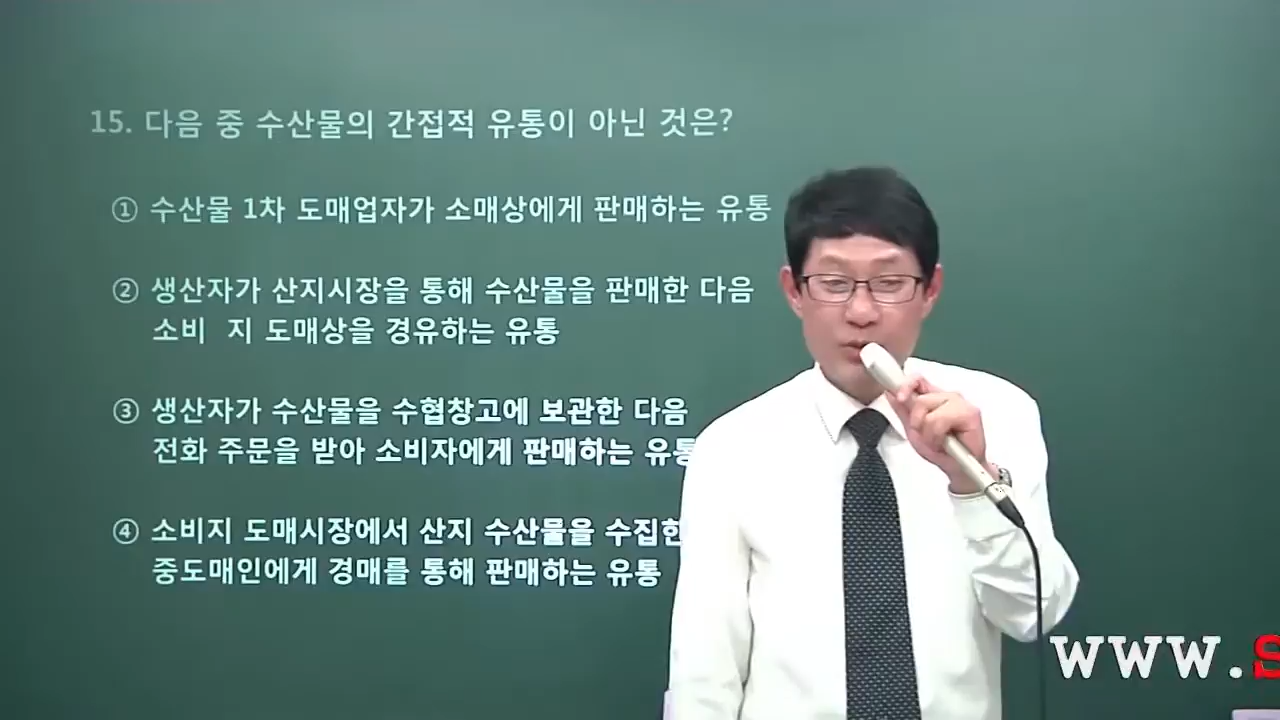 15. 다음 중 수산물의 간접적 유통이 아닌 것은?
① 수산물 1차 도매업자가 소매상에게 판매하는 유통
② 생산자가 산지시장을 통해 수산물을 판매한 다음
소비 지 도매상을 경유하는 유통
③ 생산자가 수산물을 수협창고에 보관한 다음
전화 주문을 받아 소비자에게 판매하는 유통
④ 소비지 도매시장에서 산지 수산물을 수집한
중도매인에게 경매를 통해 판매하는 유통
www.s